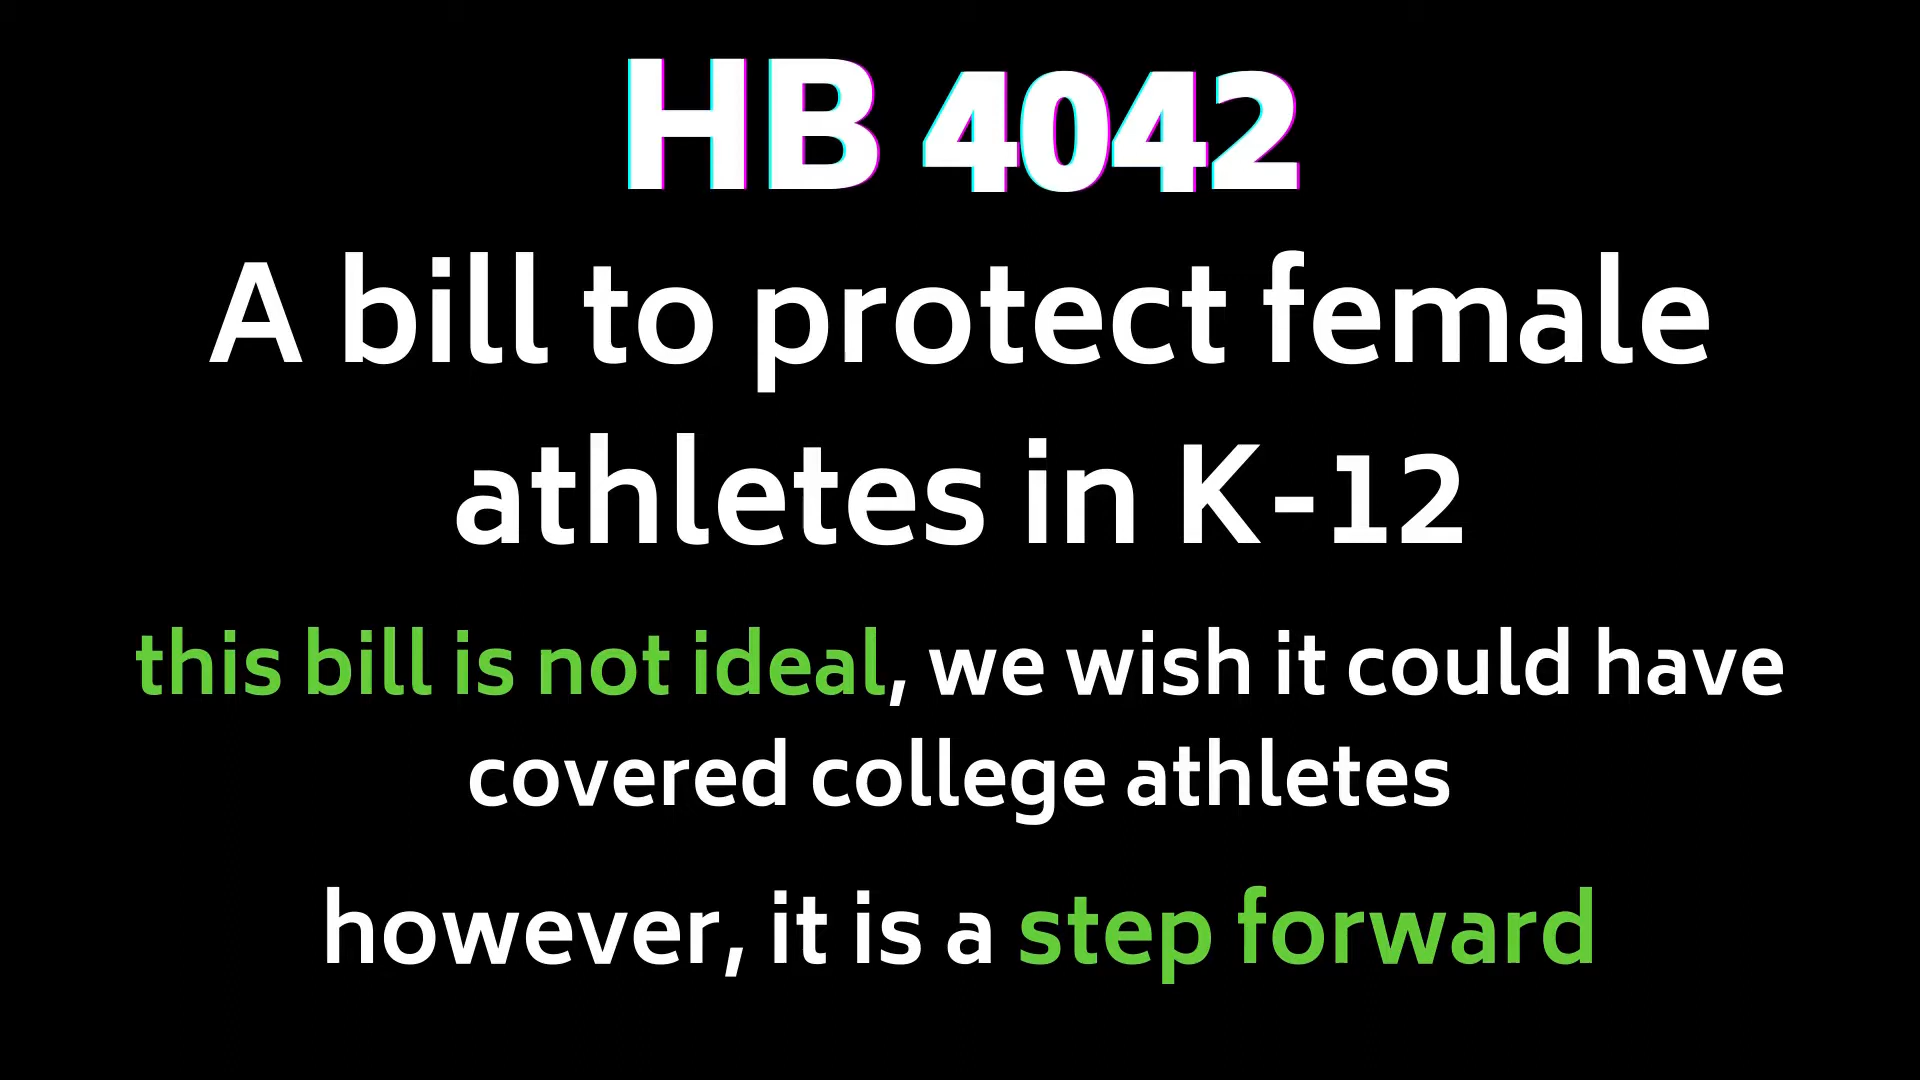 HB 4042
A bill to protect female
athletes in K-12
this bill is not ideal, we wish it could have
covered college athletes
however, it is a step forward